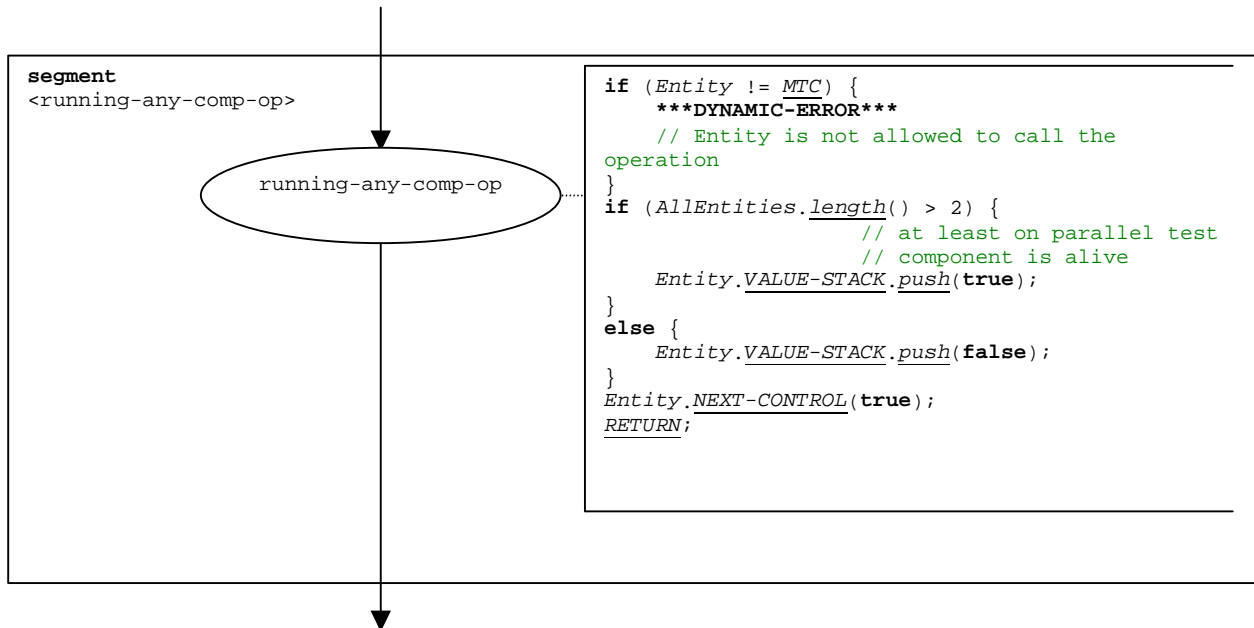 segment
<running-any-comp-op>
running-any-comp-op
if (Entity != MTC) {
***DYNAMIC-ERROR***
// Entity is not allowed to call the
operation
}
if (AllEntities.length() > 2) {
// at least on parallel test
// component is alive
Entity.VALUE-STACK.push(true);
}
else {
Entity.VALUE-STACK.push(false);
}
Entity.NEXT-CONTROL(true);
RETURN;